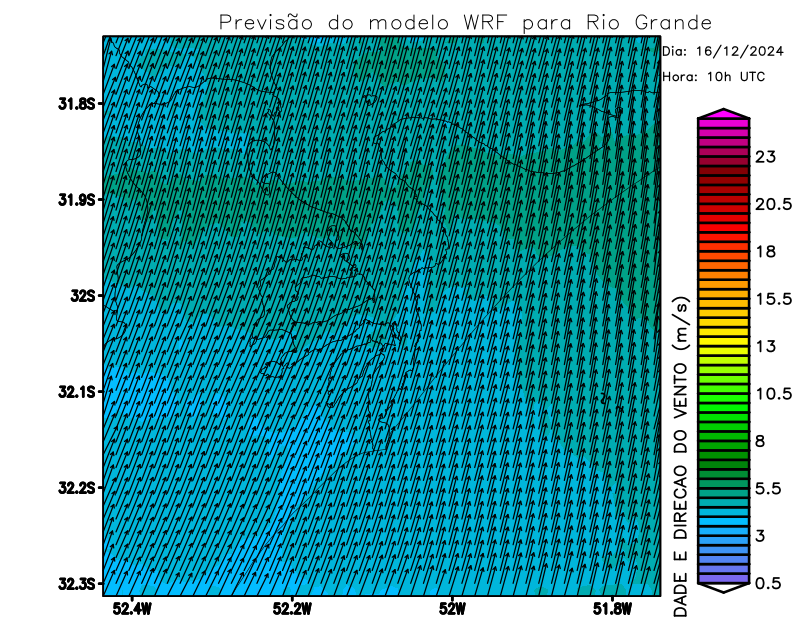 Previsão do modelo WRF para Rio Grande
Dia: 16/12/2024
Hora: 10h UTC
31.8S
31.9S
32S
32.1S
32.2S
32.3S
52.4W
52.2W
52W
51.8W
DADE E DIRECAO DO VENTO (m/s)
23
20.5
18
15.5
13
10.5
8
5.5
3
0.5